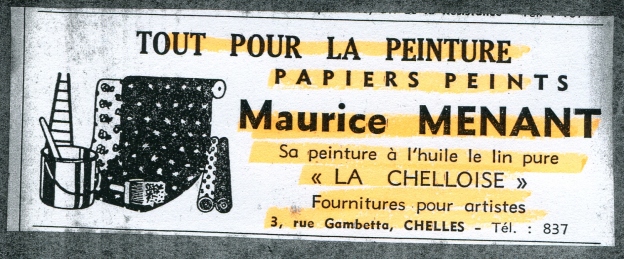 TOUT POUR LA PEINTURE
PAPIERS PEINTS
Maurice MENANT
Sa peinture à l'huile le lin pure
« LA CHELLOISE »
Fournitures pour artistes
3, rue Gambetta, CHELLES - Tél. : 837